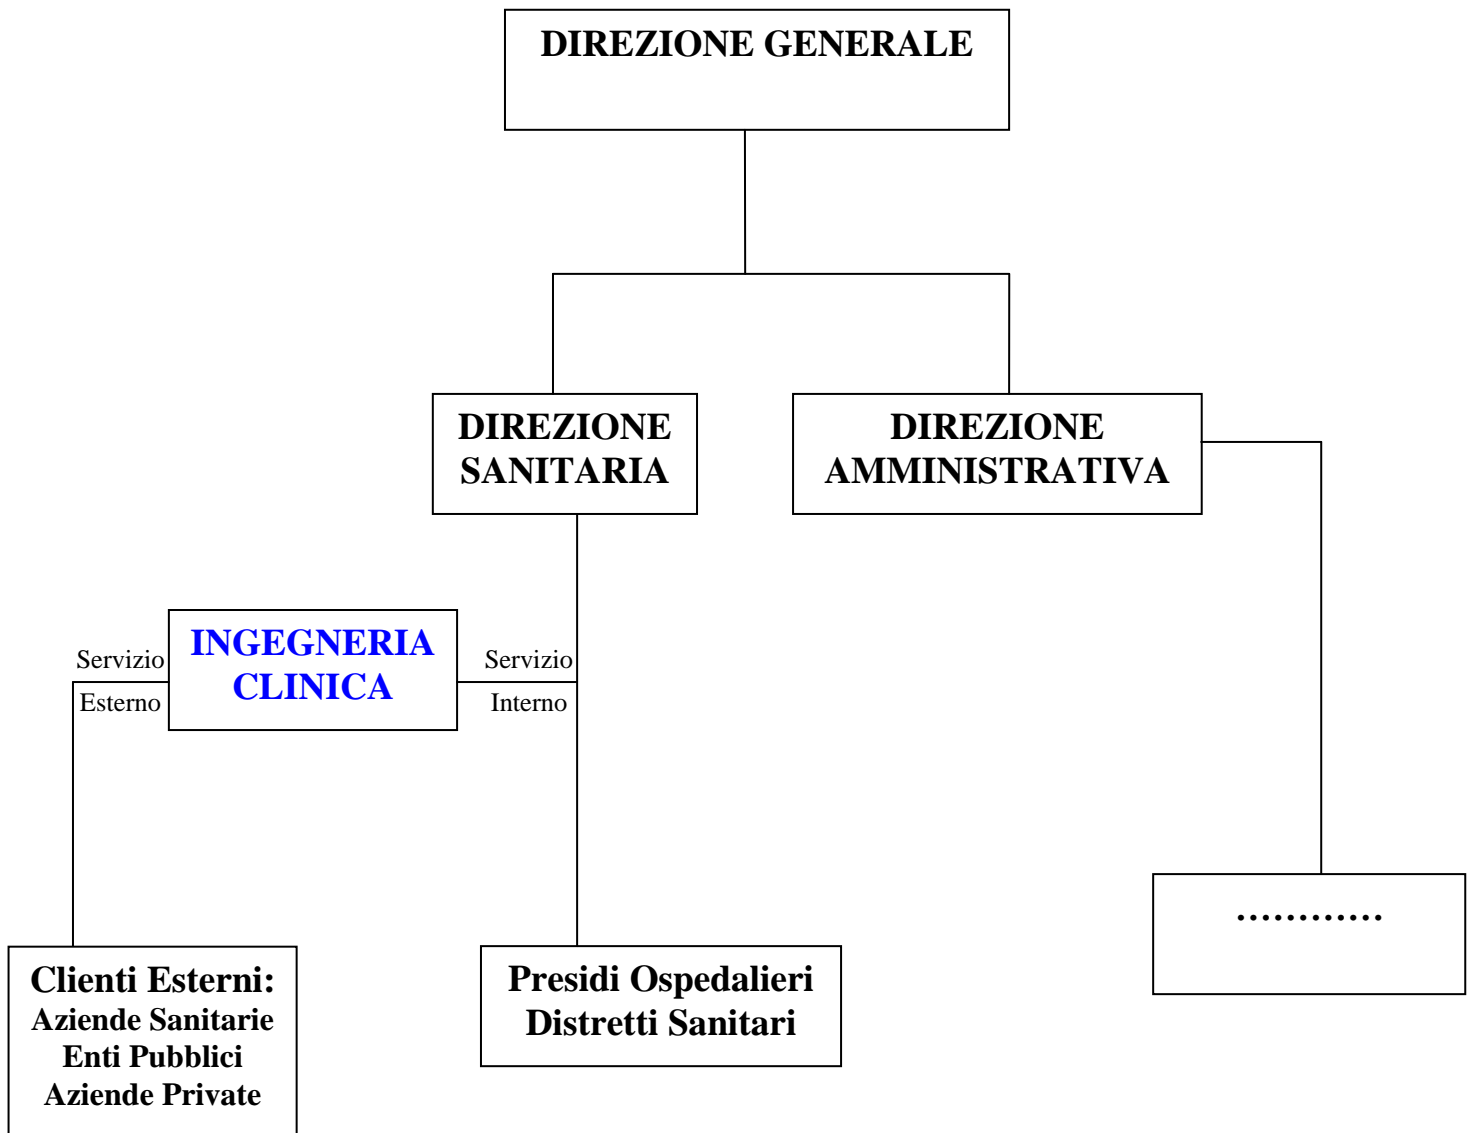 DIREZIONE GENERALE
DIREZIONE
SANITARIA
DIREZIONE
AMMINISTRATIVA
Servizio
Esterno
INGEGNERIA
CLINICA
Servizio
Interno
Clienti Esterni:
Aziende Sanitarie
Enti Pubblici
Aziende Private
Presidi Ospedalieri
Distretti Sanitari
…………